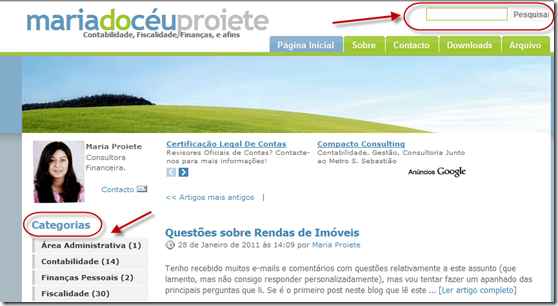 mariadocéuprojete
Contabilidade, Fiscalidade, Finanças, e afins
Pesquisar
Página Inicial
Sobre
Contacto
Downloads
Arquivo
Maria Projete
Consultora
Financeira.
Contacto
Certificação Legal De Contas
Revisores Oficiais de Contas? Contacte-
nos para mais informações!
Compacto Consulting
Contabilidade, Gestão, Consultoria Junto
ao Metro S. Sebastião
Anúncios Google
<< Artigos mais antigos |
Categorias
Área Administrativa (1)
Contabilidade (14)
Finanças Pessoais (2)
Fiscalidade (30)
Questões sobre Rendas de Imóveis
28 de Janeiro de 2011 às 14:09 por Maria Projete
Tenho recebido muitos e-mails e comentários com questões relativamente a este assunto (que
lamento, mas não consigo responder personalizadamente), mas vou tentar fazer um apanhado das
principais perguntas que li. Se é o primeiro post neste blog que lê este ... [Ler artigo completo]